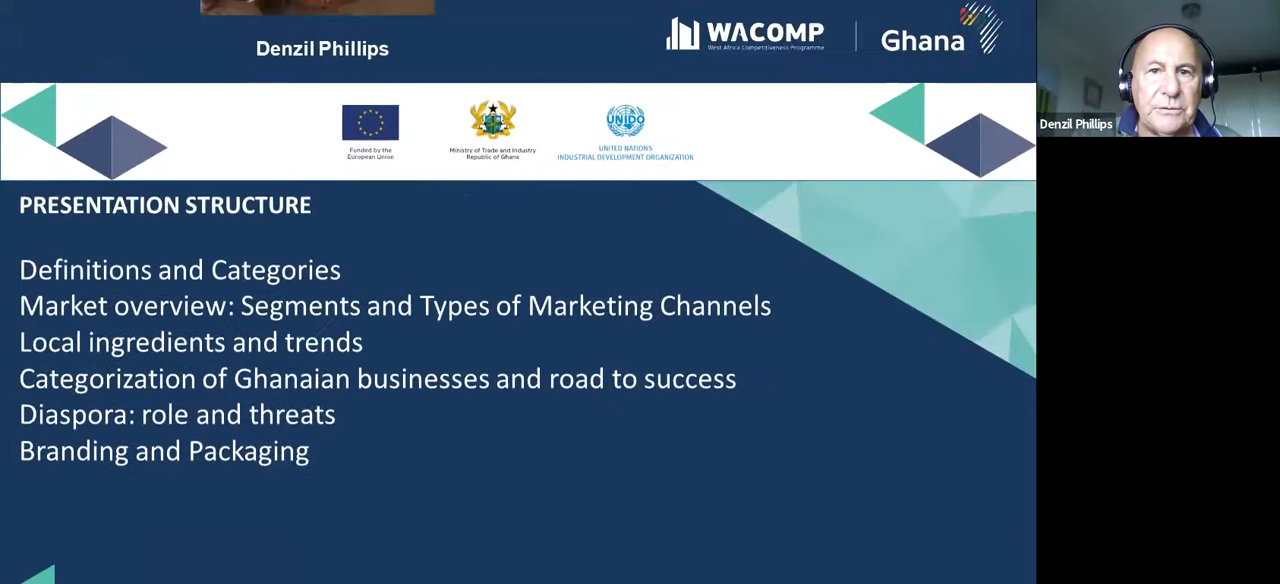 Denzil Phillips
WACOMP
West Africa Competitiveness Programme
Ghana
Denzil Phillips
Funded by the
European Union
Ministry of Trade and Industry
Republic of Ghana
UNIDO
UNITED NATIONS
INDUSTRIAL DEVELOPMENT ORGANIZATION
PRESENTATION STRUCTURE
Definitions and Categories
Market overview: Segments and Types of Marketing Channels
Local ingredients and trends
Categorization of Ghanaian businesses and road to success
Diaspora: role and threats
Branding and Packaging